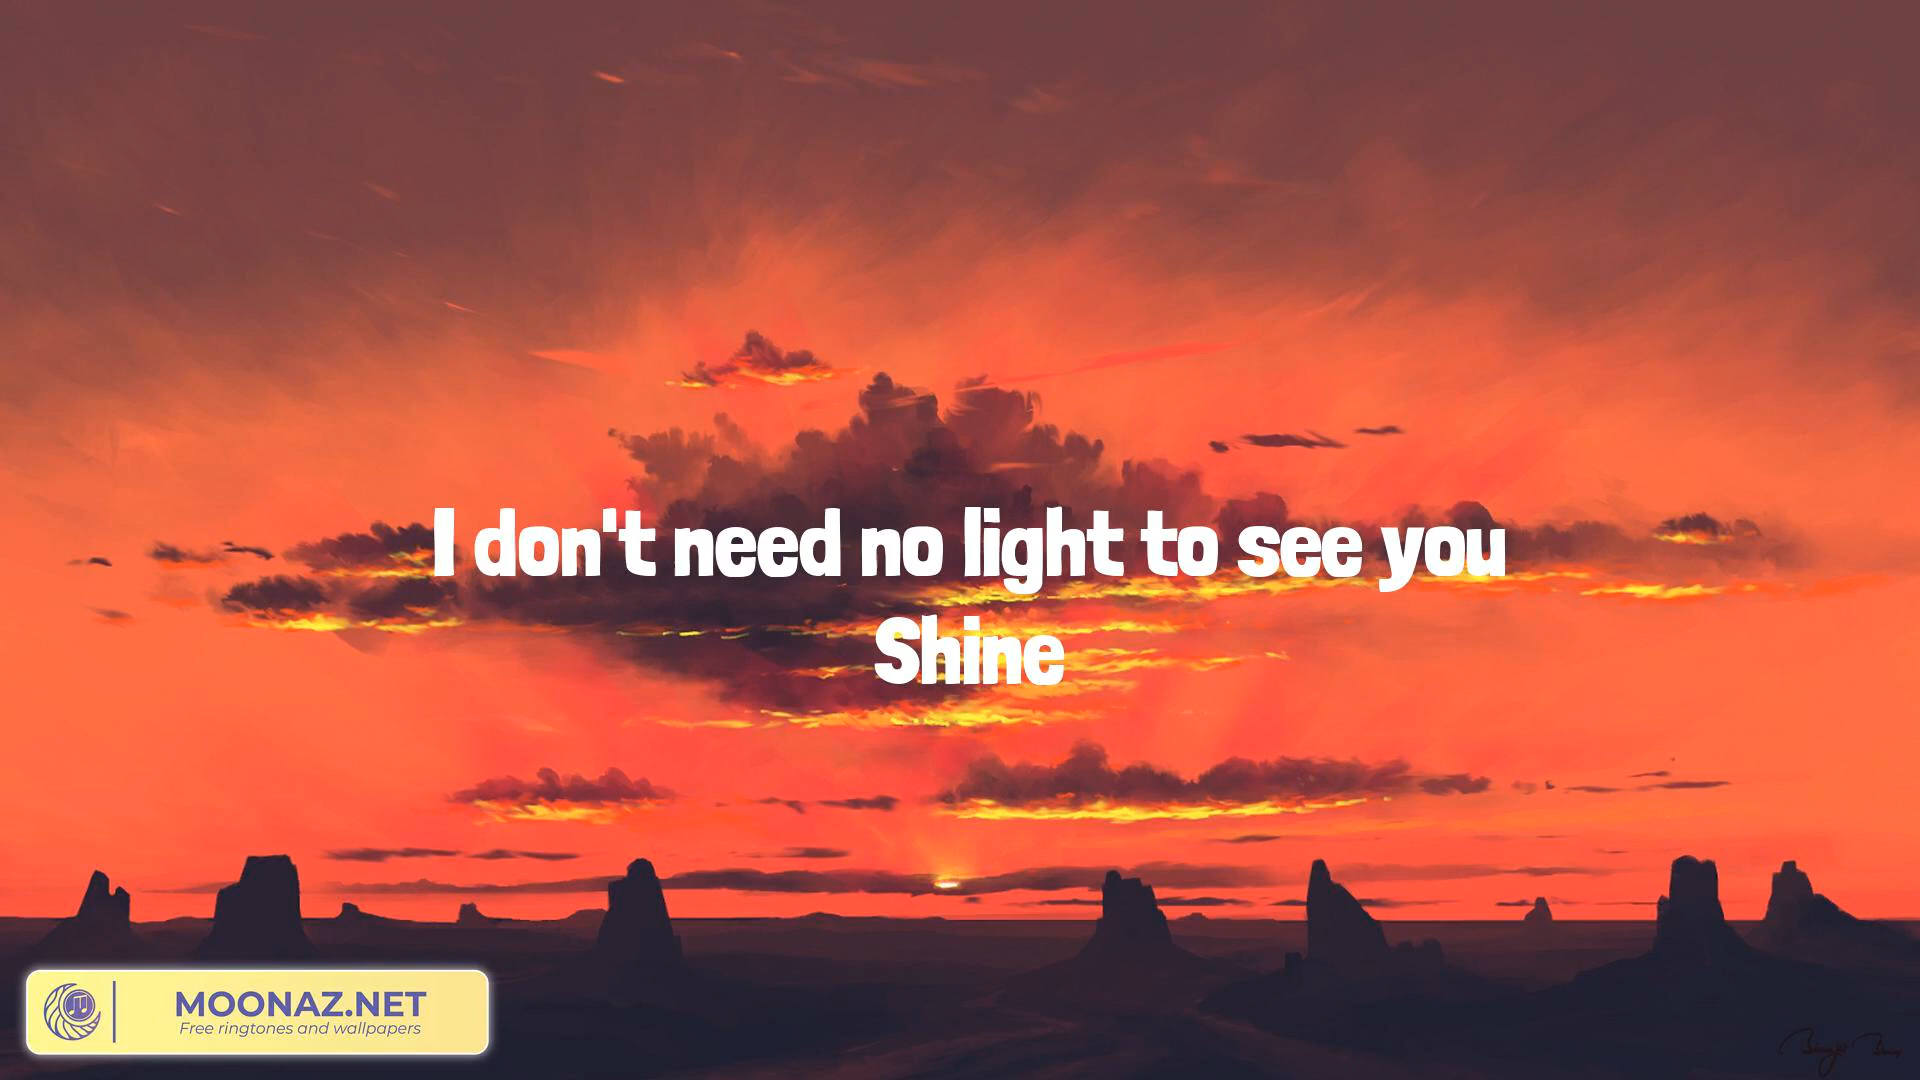 I don't need no light to see you
Shine
MOONAZ.NET
Free ringtones and wallpapers